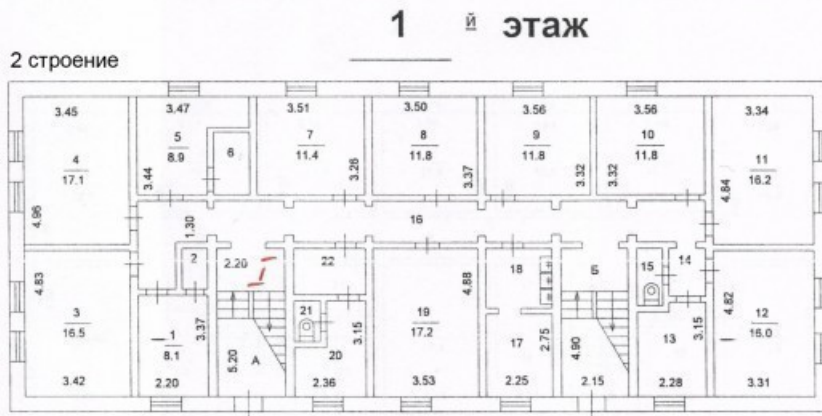 1 й этаж
2 строение
3.45 3.47 3.51 3.50 3.56 3.56 3.34
4 17.1 5 8.9 6 7 11.4 8 11.8 9 11.8 10 11.8 11 16.2
4.96 3.44 3.26 3.37 3.32 3.32 4.84
1.30 16
2 2.20 22 18 Б 15 14
4.83 4.88 4.82
3 16.5 1 8.1 3.37 21 3.15 19 17.2 2.75 4.90 3.15 12 16.0
5.20 А 20 17 13
3.42 2.20 2.36 3.53 2.25 2.15 2.28 3.31